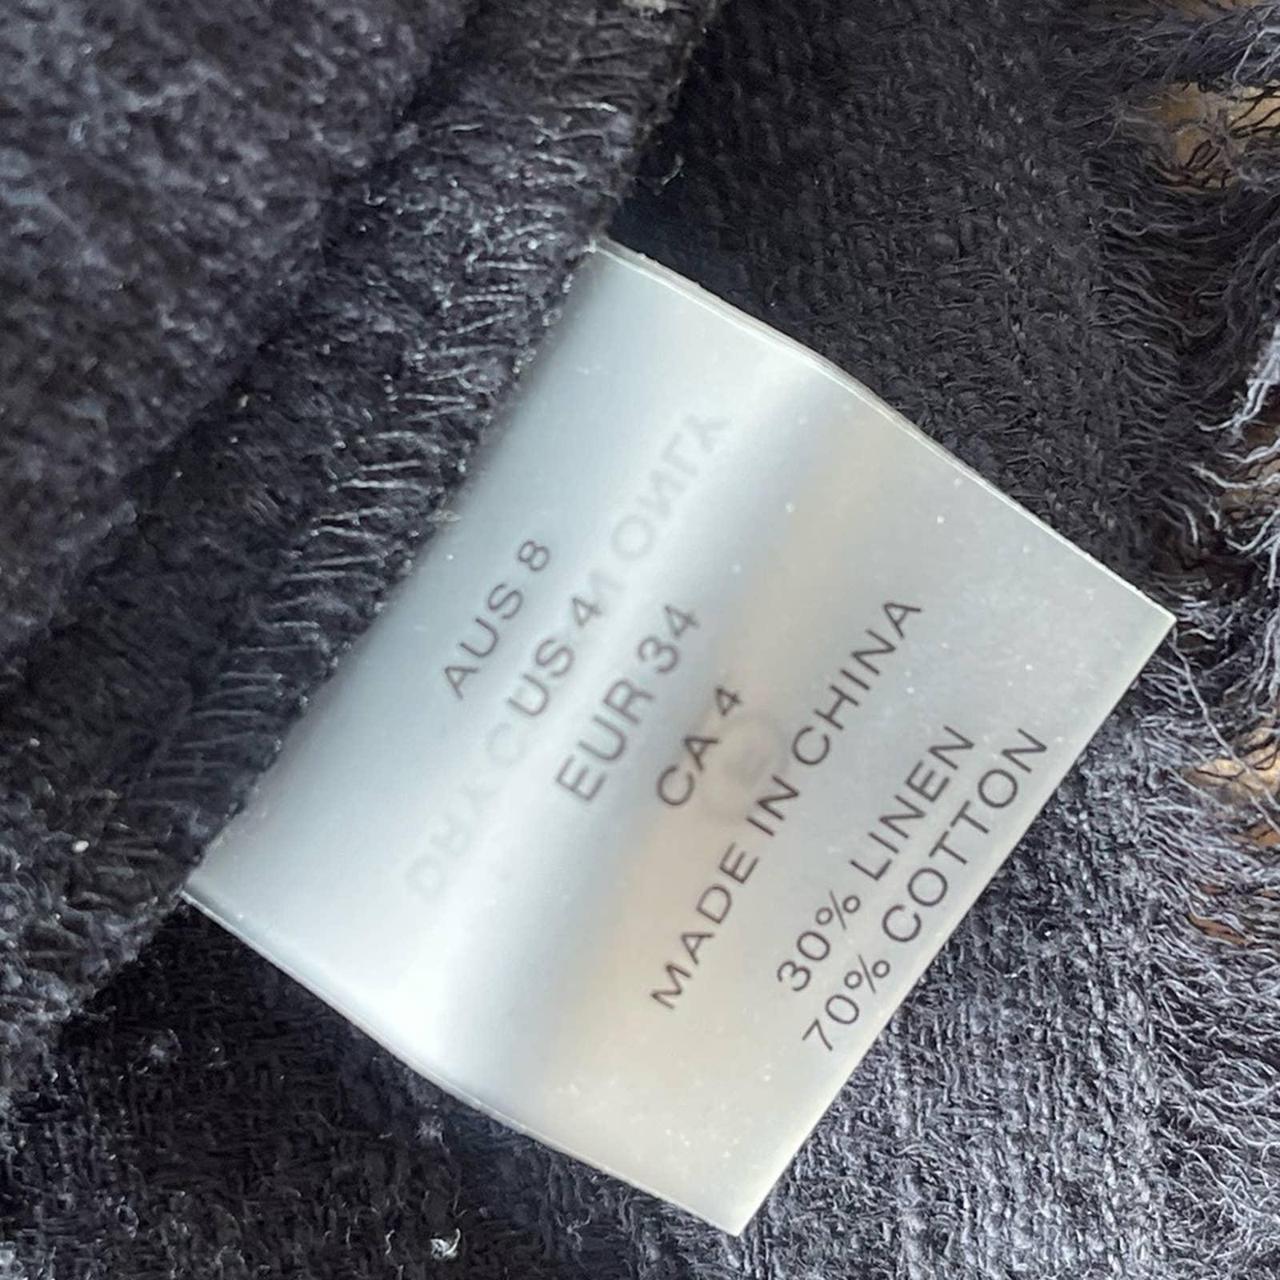 AUS 8
US 4
EUR 34
CA 4
MADE IN CHINA
30% LINEN
70% COTTON